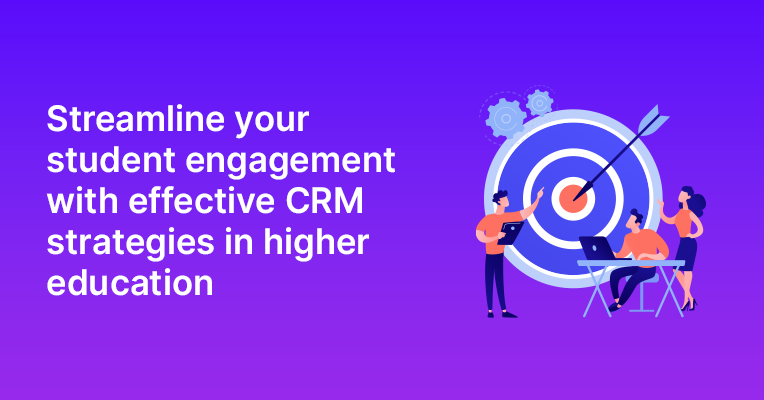 Streamline your
student engagement
with effective CRM
strategies in higher
education